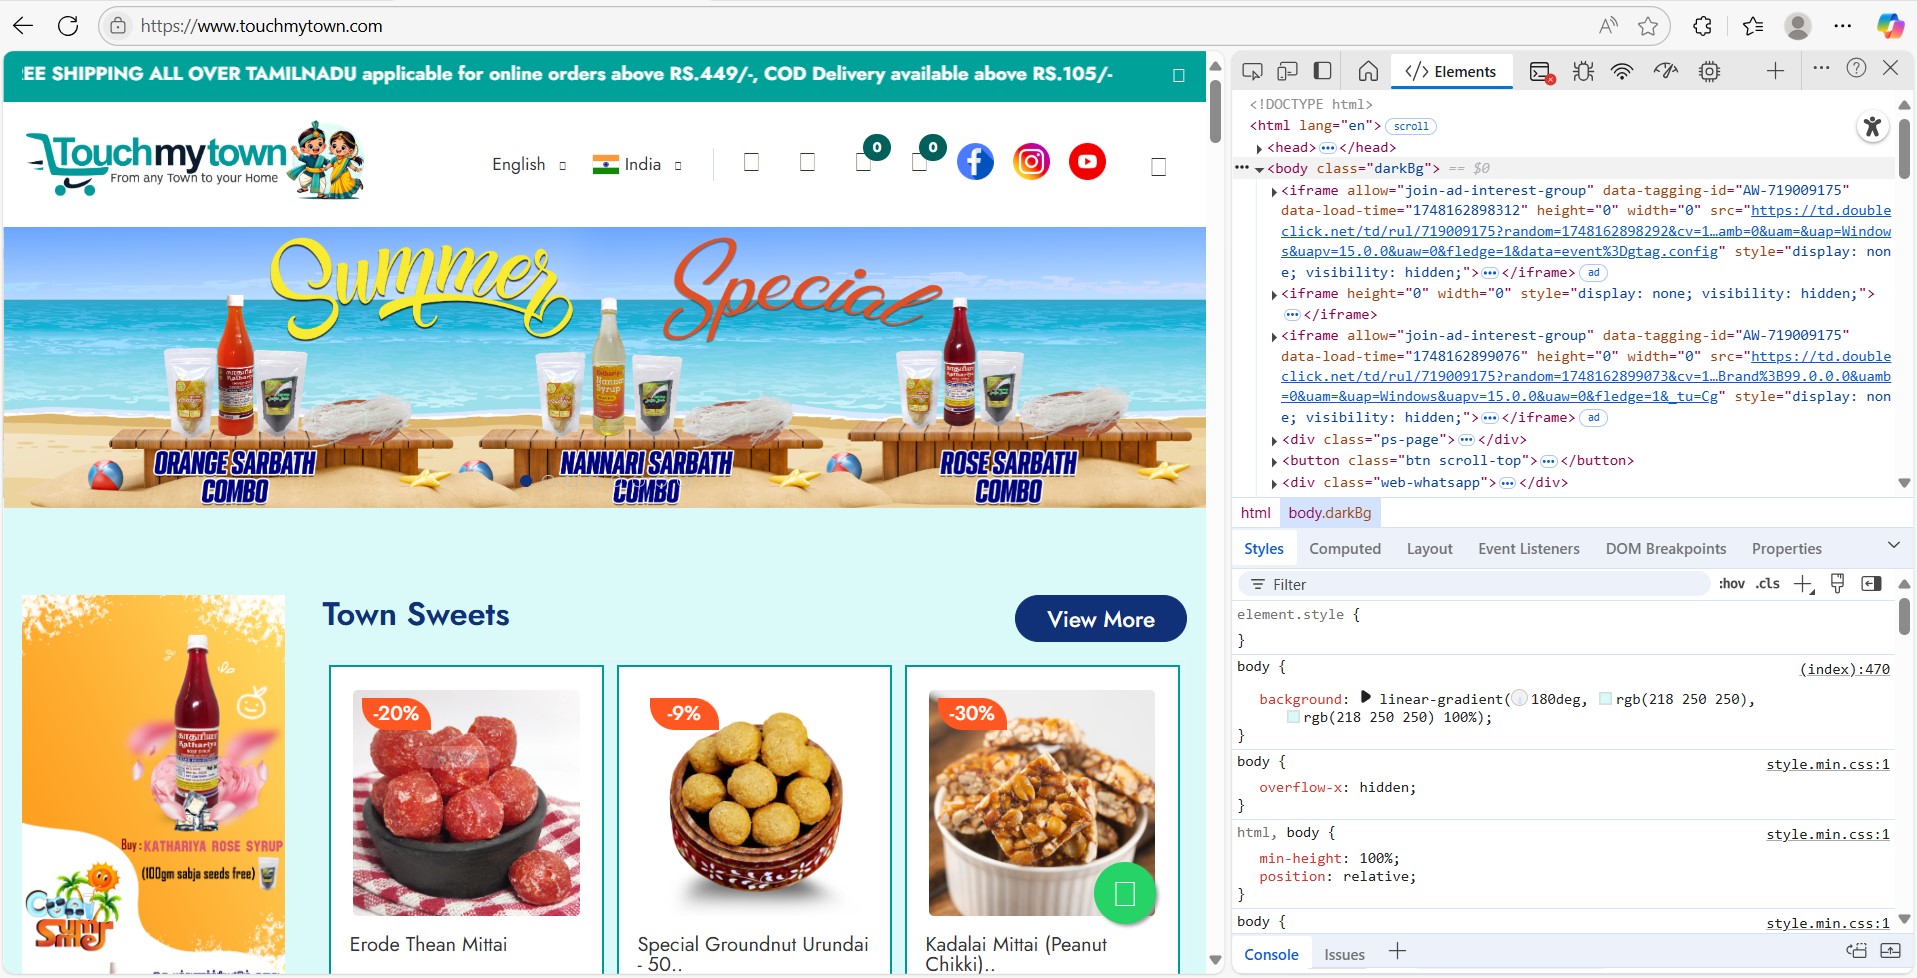 https://www.touchmytown.com
EE SHIPPING ALL OVER TAMILNADU applicable for online orders above RS.449/-, COD Delivery available above RS.105/-
Touchmytown
From any Town to your Home
English
India
0
0
Summer Special
ORANGE SARBATH
COMBO
NANNARI SARBATH
COMBO
ROSE SARBATH
COMBO
Buy : KATHARIYA ROSE SYRUP
(100gm sabja seeds free)
Town Sweets
View More
-20%
-9%
-30%
Erode Thean Mittai
Special Groundnut Urundai
- 50..
Kadalai Mittai (Peanut
Chikki)..
Elements
<!DOCTYPE html>
<html lang="en"> scroll
<head> ••• </head>
••• <body class="darkBg"> == $0
<iframe allow="join-ad-interest-group" data-tagging-id="AW-719009175"
data-load-time="1748162898312" height="0" width="0" src="https://td.double
click.net/td/rul/719009175?random=1748162898292&cv=1…amb=0&uam=&uap=Window
s&uapv=15.0.0&uaw=0&fledge=1&data=event%3Dgtag.config" style="display: non
e; visibility: hidden;"> ••• </iframe> ad
<iframe height="0" width="0" style="display: none; visibility: hidden;">
••• </iframe>
<iframe allow="join-ad-interest-group" data-tagging-id="AW-719009175"
data-load-time="1748162899076" height="0" width="0" src="https://td.double
click.net/td/rul/719009175?random=1748162899073&cv=1…Brand%3B99.0.0.0&uamb
=0&uam=&uap=Windows&uapv=15.0.0&uaw=0&fledge=1&_tu=Cg" style="display: non
e; visibility: hidden;"> ••• </iframe> ad
<div class="ps-page"> ••• </div>
<button class="btn scroll-top"> ••• </button>
<div class="web-whatsapp"> ••• </div>
html body.darkBg
Styles Computed Layout Event Listeners DOM Breakpoints Properties
Filter :hov .cls
element.style {
}
body { (index):470
background: linear-gradient( 180deg, rgb(218 250 250),
rgb(218 250 250) 100%);
}
body { style.min.css:1
overflow-x: hidden;
}
html, body { style.min.css:1
min-height: 100%;
position: relative;
}
body { style.min.css:1
Console Issues